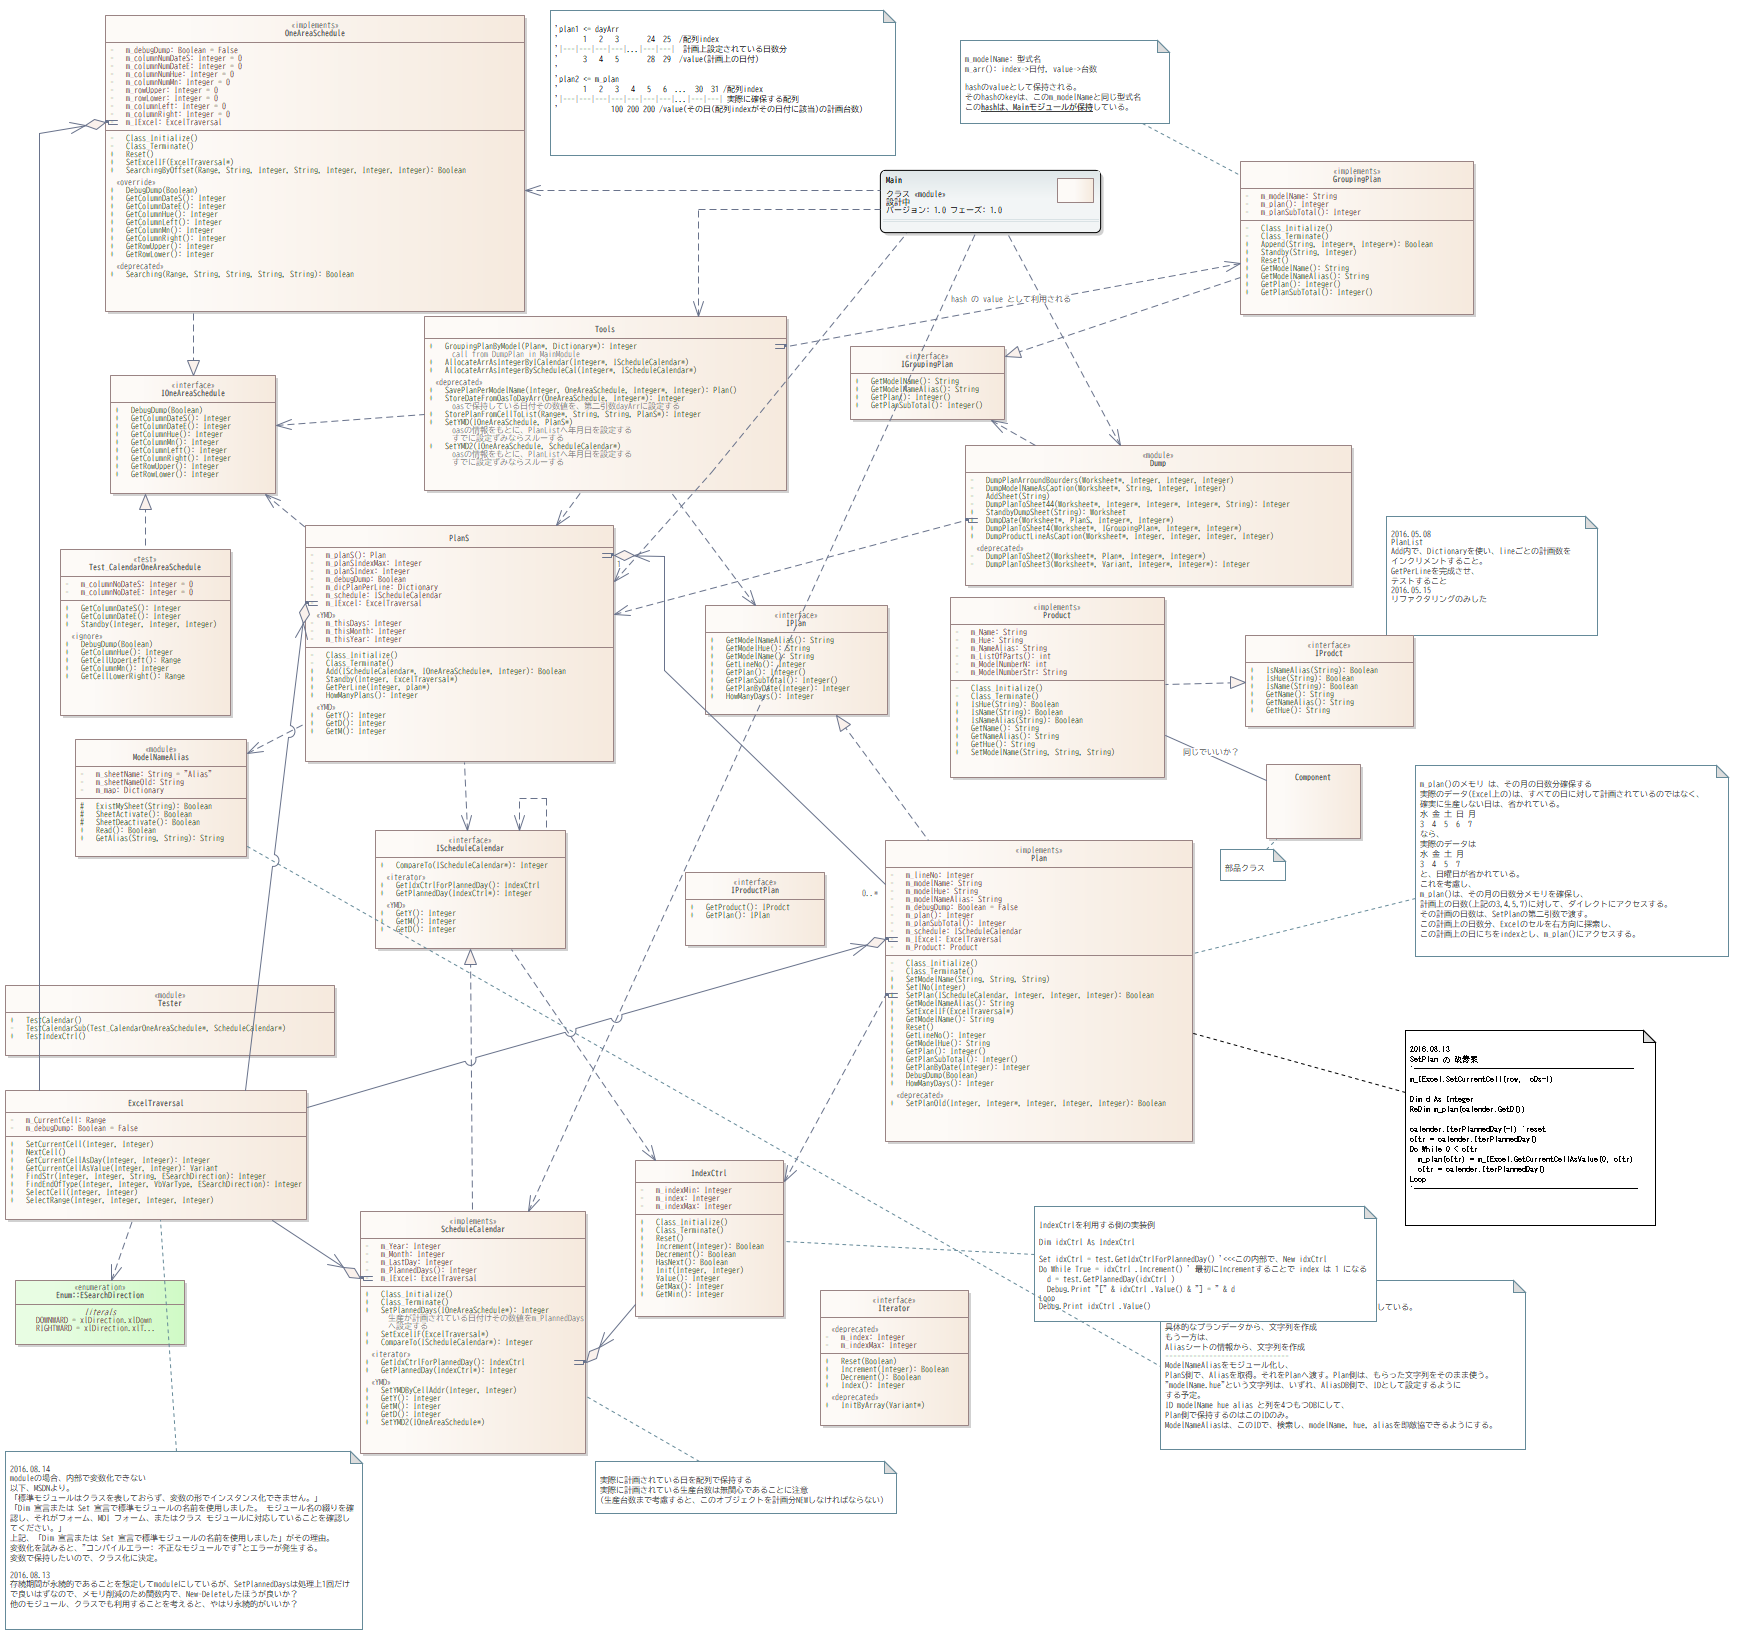 «implements»
OneAreaSchedule
- m_debugDump: Boolean = False
- m_columnNumDateS: Integer = 0
- m_columnNumDateE: Integer = 0
- m_columnNumHue: Integer = 0
- m_columnNumMn: Integer = 0
- m_rowUpper: Integer = 0
- m_rowLower: Integer = 0
- m_columnLeft: Integer = 0
- m_columnRight: Integer = 0
- m_IExcel: ExcelTraversal
- Class_Initialize()
- Class_Terminate()
+ Reset()
+ SetExcelIF(ExcelTraversal*)
+ SearchingByOffset(Range, String, Integer, String, Integer, Integer, Integer, Integer): Boolean
«override»
+ DebugDump(Boolean)
+ GetColumnDateS(): Integer
+ GetColumnDateE(): Integer
+ GetColumnHue(): Integer
+ GetColumnLeft(): Integer
+ GetColumnMn(): Integer
+ GetColumnRight(): Integer
+ GetRowUpper(): Integer
+ GetRowLower(): Integer
«deprecated»
+ Searching(Range, String, String, String, String): Boolean
'plan1 <= dayArr
' 1 2 3 24 25 /配列index
'|---|---|---|---|...|---|---| 計画上設定されている日数分
' 3 4 5 28 29 /value(計画上の日付)
'
'plan2 <= m_plan
' 1 2 3 4 5 6 ... 30 31 /配列index
'|---|---|---|---|---|---|---|...|---|---| 実際に確保する配列
' 100 200 200 /value(その日(配列indexがその日付に該当)の計画台数)
m_modelName: 型式名
m_arr(): index->日付, value->台数
hashのvalueとして保持される。
そのhashのkeyは、このm_modelNameと同じ型式名
このhashは、Mainモジュールが保持している。
Main
クラス «module»
設計中
バージョン: 1.0 フェーズ: 1.0
«implements»
GroupingPlan
- m_modelName: String
- m_plan(): Integer
- m_planSubTotal(): Integer
- Class_Initialize()
- Class_Terminate()
+ Append(String, Integer*, Integer*): Boolean
+ Standby(String, Integer)
+ Reset()
+ GetModelName(): String
+ GetModelNameAlias(): String
+ GetPlan(): Integer()
+ GetPlanSubTotal(): Integer()
hash の value として利用される
Tools
+ GroupingPlanByModel(Plan*, Dictionary*): Integer
call from DumpPlan in MainModule
+ AllocateArrAsIntegerByICalendar(Integer*, IScheduleCalendar*)
+ AllocateArrAsIntegerByScheduleCal(Integer*, IScheduleCalendar*)
«deprecated»
+ SavePlanPerModelName(Integer, OneAreaSchedule, Integer*, Integer): Plan()
+ StoreDateFromOasToDayArr(OneAreaSchedule, Integer*): Integer
oasで保持している日付その数値を、第二引数dayArrに設定する
+ StorePlanFromCellToList(Range*, String, String, PlanS*): Integer
+ SetYMD(IOneAreaSchedule, PlanS*)
oasの情報をもとに、PlanListへ年月日を設定する
すでに設定ずみならスルーする
+ SetYMD2(IOneAreaSchedule, ScheduleCalendar*)
oasの情報をもとに、PlanListへ年月日を設定する
すでに設定ずみならスルーする
«interface»
IGroupingPlan
+ GetModelName(): String
+ GetModelNameAlias(): String
+ GetPlan(): Integer()
+ GetPlanSubTotal(): Integer()
«interface»
IOneAreaSchedule
+ DebugDump(Boolean)
+ GetColumnDateS(): Integer
+ GetColumnDateE(): Integer
+ GetColumnHue(): Integer
+ GetColumnMn(): Integer
+ GetColumnLeft(): Integer
+ GetColumnRight(): Integer
+ GetRowUpper(): Integer
+ GetRowLower(): Integer
«module»
Dump
- DumpPlanArroundBourders(Worksheet*, Integer, Integer, Integer)
- DumpModelNameAsCaption(Worksheet*, String, Integer, Integer)
- AddSheet(String)
+ DumpPlanToSheet44(Worksheet*, Integer*, Integer*, Integer*, String): Integer
+ StandbyDumpSheet(String): Worksheet
+ DumpDate(Worksheet*, PlanS, Integer*, Integer*)
+ DumpPlanToSheet4(Worksheet*, IGroupingPlan*, Integer*, Integer*)
+ DumpProductLineAsCaption(Worksheet*, Integer, Integer, Integer, Integer)
«deprecated»
- DumpPlanToSheet2(Worksheet*, Plan*, Integer*, Integer*)
- DumpPlanToSheet3(Worksheet*, Variant, Integer*, Integer*): Integer
2016.05.08
PlanList
Add内で、Dictionaryを使い、lineごとの計画数を
インクリメントすること。
GetPerLineを完成させ、
テストすること
2016.05.15
リファクタリングのみした
PlanS
- m_planS(): Plan
- m_planSIndexMax: Integer
- m_planSIndex: Integer
- m_debugDump: Boolean
- m_dicPlanPerLine: Dictionary
- m_schedule: IScheduleCalendar
- m_IExcel: ExcelTraversal
«YMD»
- m_thisDays: Integer
- m_thisMonth: Integer
- m_thisYear: Integer
- Class_Initialize()
- Class_Terminate()
+ Add(IScheduleCalendar*, IOneAreaSchedule*, Integer): Boolean
+ Standby(Integer, ExcelTraversal*)
+ GetPerLine(Integer, plan*)
+ HowManyPlans(): Integer
«YMD»
+ GetY(): Integer
+ GetD(): Integer
+ GetM(): Integer
1
«test»
Test_CalendarOneAreaSchedule
- m_columnNoDateS: Integer = 0
- m_columnNoDateE: Integer = 0
+ GetColumnDateS(): Integer
+ GetColumnDateE(): Integer
+ Standby(Integer, Integer, Integer)
«ignore»
+ DebugDump(Boolean)
+ GetColumnHue(): Integer
+ GetCellUpperLeft(): Range
+ GetColumnMn(): Integer
+ GetCellLowerRight(): Range
«interface»
IPlan
+ GetModelNameAlias(): String
+ GetModelHue(): String
+ GetModelName(): String
+ GetLineNo(): Integer
+ GetPlan(): Integer()
+ GetPlanSubTotal(): Integer()
+ GetPlanByDate(Integer): Integer
+ HowManyDays(): Integer
«implements»
Product
- m_Name: String
- m_Hue: String
- m_NameAlias: String
- m_ListOfParts(): int
- m_ModelNumberN: int
- m_ModelNumberStr: String
- Class_Initialize()
- Class_Terminate()
+ IsHue(String): Boolean
+ IsName(String): Boolean
+ IsNameAlias(String): Boolean
+ GetName(): String
+ GetNameAlias(): String
+ GetHue(): String
+ SetModelName(String, String, String)
«interface»
IProdct
+ IsNameAlias(String): Boolean
+ IsHue(String): Boolean
+ IsName(String): Boolean
+ GetName(): String
+ GetNameAlias(): String
+ GetHue(): String
同じでいいか？
Component
部品クラス
«module»
ModelNameAlias
- m_sheetName: String = "Alias"
- m_sheetNameOld: String
- m_map: Dictionary
# ExistMySheet(String): Boolean
# SheetActivate(): Boolean
# SheetDeactivate(): Boolean
+ Read(): Boolean
+ GetAlias(String, String): String
m_plan()のメモリ は、その月の日数分確保する
実際のデータ(Excel上の)は、すべての日に対して計画されているのではなく、
確実に生産しない日は、省かれている。
水 金 土 日 月
3 4 5 6 7
なら、
実際のデータは
水 金 土 月
3 4 5 7
と、日曜日が省かれている。
これを考慮し、
m_plan()は、その月の日数分メモリを確保し、
計画上の日数(上記の3,4,5,7)に対して、ダイレクトにアクセスする。
その計画の日数は、SetPlanの第二引数で渡す。
この計画上の日数分、Excelのセルを右方向に探索し、
この計画上の日にちをindexとし、m_plan()にアクセスする。
«interface»
IScheduleCalendar
+ CompareTo(IScheduleCalendar*): Integer
«iterator»
+ GetIdxCtrlForPlannedDay(): IndexCtrl
+ GetPlannedDay(IndexCtrl*): Integer
«YMD»
+ GetY(): Integer
+ GetM(): Integer
+ GetD(): Integer
«interface»
IProductPlan
+ GetProduct(): IProdct
+ GetPlan(): IPlan
0..*
«implements»
Plan
- m_lineNo: Integer
- m_modelName: String
- m_modelHue: String
- m_modelNameAlias: String
- m_debugDump: Boolean = False
- m_plan(): Integer
- m_planSubTotal(): Integer
- m_schedule: IScheduleCalendar
- m_IExcel: ExcelTraversal
- m_Product: Product
- Class_Initialize()
- Class_Terminate()
+ SetModelName(String, String, String)
+ SetlNo(Integer)
+ SetPlan(IScheduleCalendar, Integer, Integer, Integer): Boolean
+ GetModelNameAlias(): String
+ SetExcelIF(ExcelTraversal*)
+ GetModelName(): String
+ Reset()
+ GetLineNo(): Integer
+ GetModelHue(): String
+ GetPlan(): Integer()
+ GetPlanSubTotal(): Integer()
+ GetPlanByDate(Integer): Integer
+ DebugDump(Boolean)
+ HowManyDays(): Integer
«deprecated»
+ SetPlanOld(Integer, Integer*, Integer, Integer, Integer): Boolean
«module»
Tester
+ TestCalendar()
- TestCalendarSub(Test_CalendarOneAreaSchedule*, ScheduleCalendar*)
+ TestIndexCtrl()
2016.08.13
SetPlan の 改善案
m_IExcel.SetCurrentCell(row, cDs-1)
Dim d As Integer
ReDim m_plan(calender.GetD())
calender.IterPlannedDay(-1) 'reset
cItr = calender.IterPlannedDay()
Do While 0 < cItr
m_plan(cItr) = m_IExcel.GetCurrentCellAsValue(0, cItr)
cItr = calender.IterPlannedDay()
Loop
ExcelTraversal
- m_CurrentCell: Range
- m_debugDump: Boolean = False
+ SetCurrentCell(Integer, Integer)
+ NextCell()
+ GetCurrentCellAsDay(Integer, Integer): Integer
+ GetCurrentCellAsValue(Integer, Integer): Variant
+ FindStr(Integer, Integer, String, ESearchDirection): Integer
+ FindEndOfType(Integer, Integer, VbVarType, ESearchDirection): Integer
+ SelectCell(Integer, Integer)
+ SelectRange(Integer, Integer, Integer, Integer)
IndexCtrl
- m_indexMin: Integer
- m_index: Integer
- m_indexMax: Integer
+ Class_Initialize()
+ Class_Terminate()
+ Reset()
+ Increment(Integer): Boolean
+ Decrement(): Boolean
+ HasNext(): Boolean
+ Init(Integer, Integer)
+ Value(): Integer
+ GetMax(): Integer
+ GetMin(): Integer
«implements»
ScheduleCalendar
- m_Year: Integer
- m_Month: Integer
- m_LastDay: Integer
- m_PlannedDays(): Integer
- m_IExcel: ExcelTraversal
+ Class_Initialize()
+ Class_Terminate()
+ SetPlannedDays(IOneAreaSchedule*): Integer
生産が計画されている日付けその数値をm_PlannedDays
へ設定する
+ SetExcelIF(ExcelTraversal*)
+ CompareTo(IScheduleCalendar*): Integer
«iterator»
+ GetIdxCtrlForPlannedDay(): IndexCtrl
+ GetPlannedDay(IndexCtrl*): Integer
«YMD»
+ SetYMDByCellAddr(Integer, Integer)
+ GetY(): Integer
+ GetM(): Integer
+ GetD(): Integer
+ SetYMD2(IOneAreaSchedule*)
IndexCtrlを利用する側の実装例
Dim idxCtrl As IndexCtrl
Set idxCtrl = test.GetIdxCtrlForPlannedDay() '<<<この内部で、New idxCtrl
Do While True = idxCtrl .Increment() ' 最初にIncrementすることで index は 1 になる
d = test.GetPlannedDay(idxCtrl )
Debug.Print "[" & idxCtrl .Value() & "] = " & d
Loop
Debug.Print idxCtrl .Value()
している。
具体的なプランデータから、文字列を作成
もう一方は、
Aliasシートの情報から、文字列を作成
ModelNameAliasをモジュール化し、
PlanS側で、Aliasを取得。それをPlanへ渡す。Plan側は、もらった文字列をそのまま使う。
"modelName.hue"という文字列は、いずれ、AliasDB側で、IDとして設定するように
する予定。
ID modelName hue alias と列を4つもつDBにして、
Plan側で保持するのはこのIDのみ。
ModelNameAliasは、このIDで、検索し、modelName, hue, aliasを即敵協できるようにする。
«enumeration»
Enum::ESearchDirection
literals
DOWNWARD = xlDirection.xlDown
RIGHTWARD = xlDirection.xlT...
«interface»
Iterator
«deprecated»
- m_index: Integer
- m_indexMax: Integer
+ Reset(Boolean)
+ Increment(Integer): Boolean
+ Decrement(): Boolean
+ Index(): Integer
«deprecated»
+ InitByArray(Variant*)
2016.08.14
moduleの場合、内部で変数化できない
以下、MSDNより。
「標準モジュールはクラスを表しておらず、変数の形でインスタンス化できません。」
「Dim 宣言または Set 宣言で標準モジュールの名前を使用しました。 モジュール名の綴りを確
認し、それがフォーム、MDI フォーム、またはクラス モジュールに対応していることを確認し
てください。」
上記、「Dim 宣言または Set 宣言で標準モジュールの名前を使用しました」がその理由。
変数化を試みると、"コンパイルエラー: 不正なモジュールです"とエラーが発生する。
変数で保持したいので、クラス化に決定。
2016.08.13
存続期間が永続的であることを想定してmoduleにしているが、SetPlannedDaysは処理上1回だけ
で良いはずなので、メモリ削減のため関数内で、New-Deleteしたほうが良いか？
他のモジュール、クラスでも利用することを考えると、やはり永続的がいいか？
実際に計画されている日を配列で保持する
実際に計画されている生産台数は無関心であることに注意
(生産台数まで考慮すると、このオブジェクトを計画分NEWしなければならない)